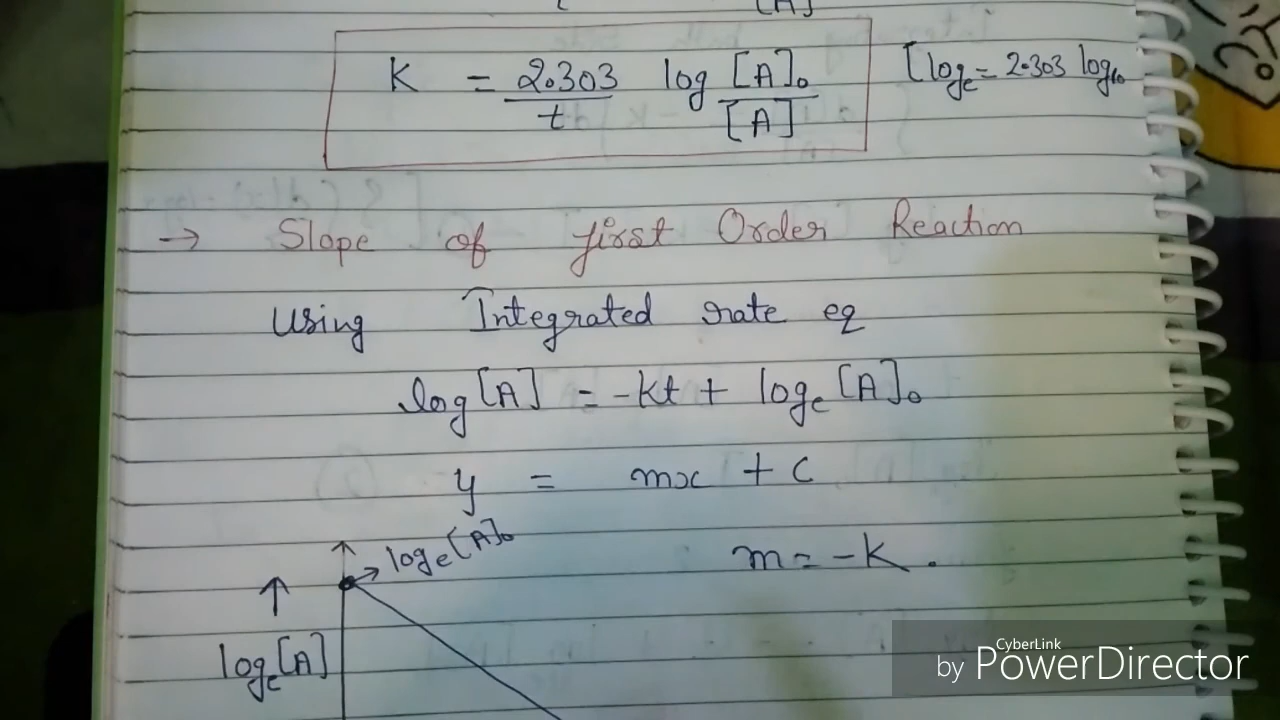 [A]
K = 2.303/t log [A]₀/[A] [logₑ = 2.303 log₁₀
→ Slope of first Order Reaction
Using Integrated rate eq
log [A] = -kt + logₑ [A]₀
y = mx + c
m = -K.
logₑ[A]₀
↑
logₑ[A]
CyberLink
by PowerDirector